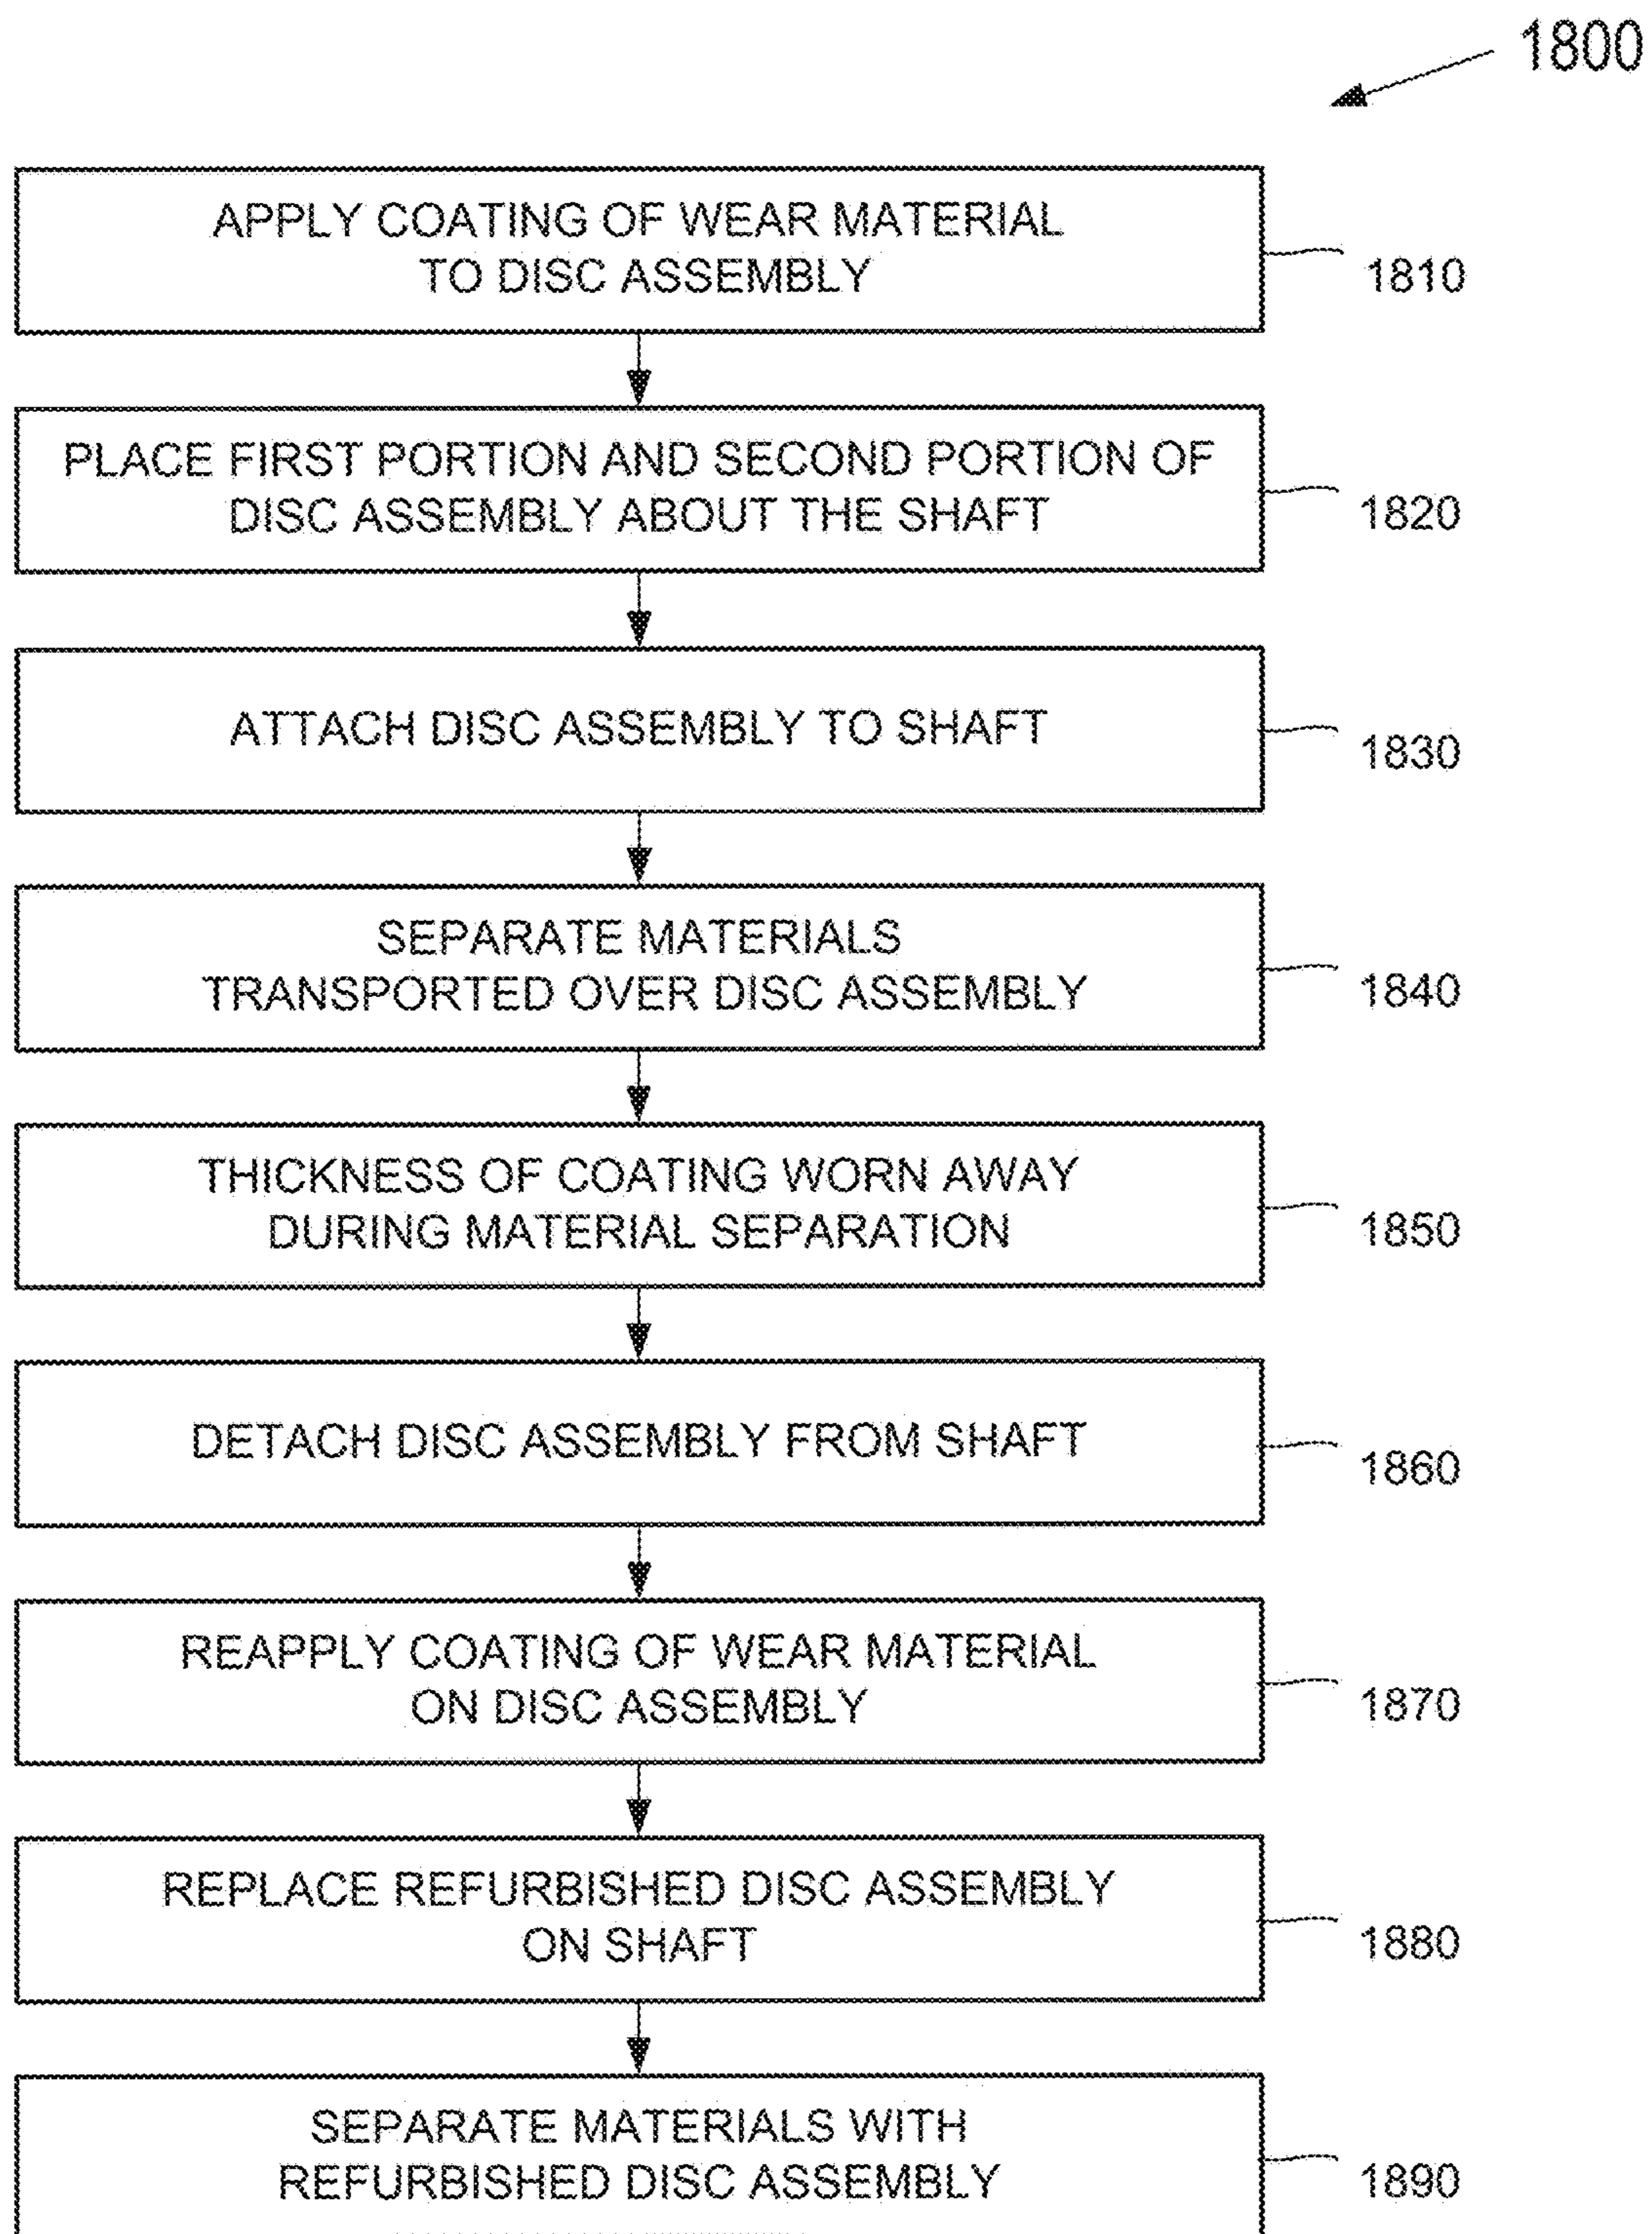 1800
APPLY COATING OF WEAR MATERIAL
TO DISC ASSEMBLY
1810
PLACE FIRST PORTION AND SECOND PORTION OF
DISC ASSEMBLY ABOUT THE SHAFT
1820
ATTACH DISC ASSEMBLY TO SHAFT
1830
SEPARATE MATERIALS
TRANSPORTED OVER DISC ASSEMBLY
1840
THICKNESS OF COATING WORN AWAY
DURING MATERIAL SEPARATION
1850
DETACH DISC ASSEMBLY FROM SHAFT
1860
REAPPLY COATING OF WEAR MATERIAL
ON DISC ASSEMBLY
1870
REPLACE REFURBISHED DISC ASSEMBLY
ON SHAFT
1880
SEPARATE MATERIALS WITH
REFURBISHED DISC ASSEMBLY
1890